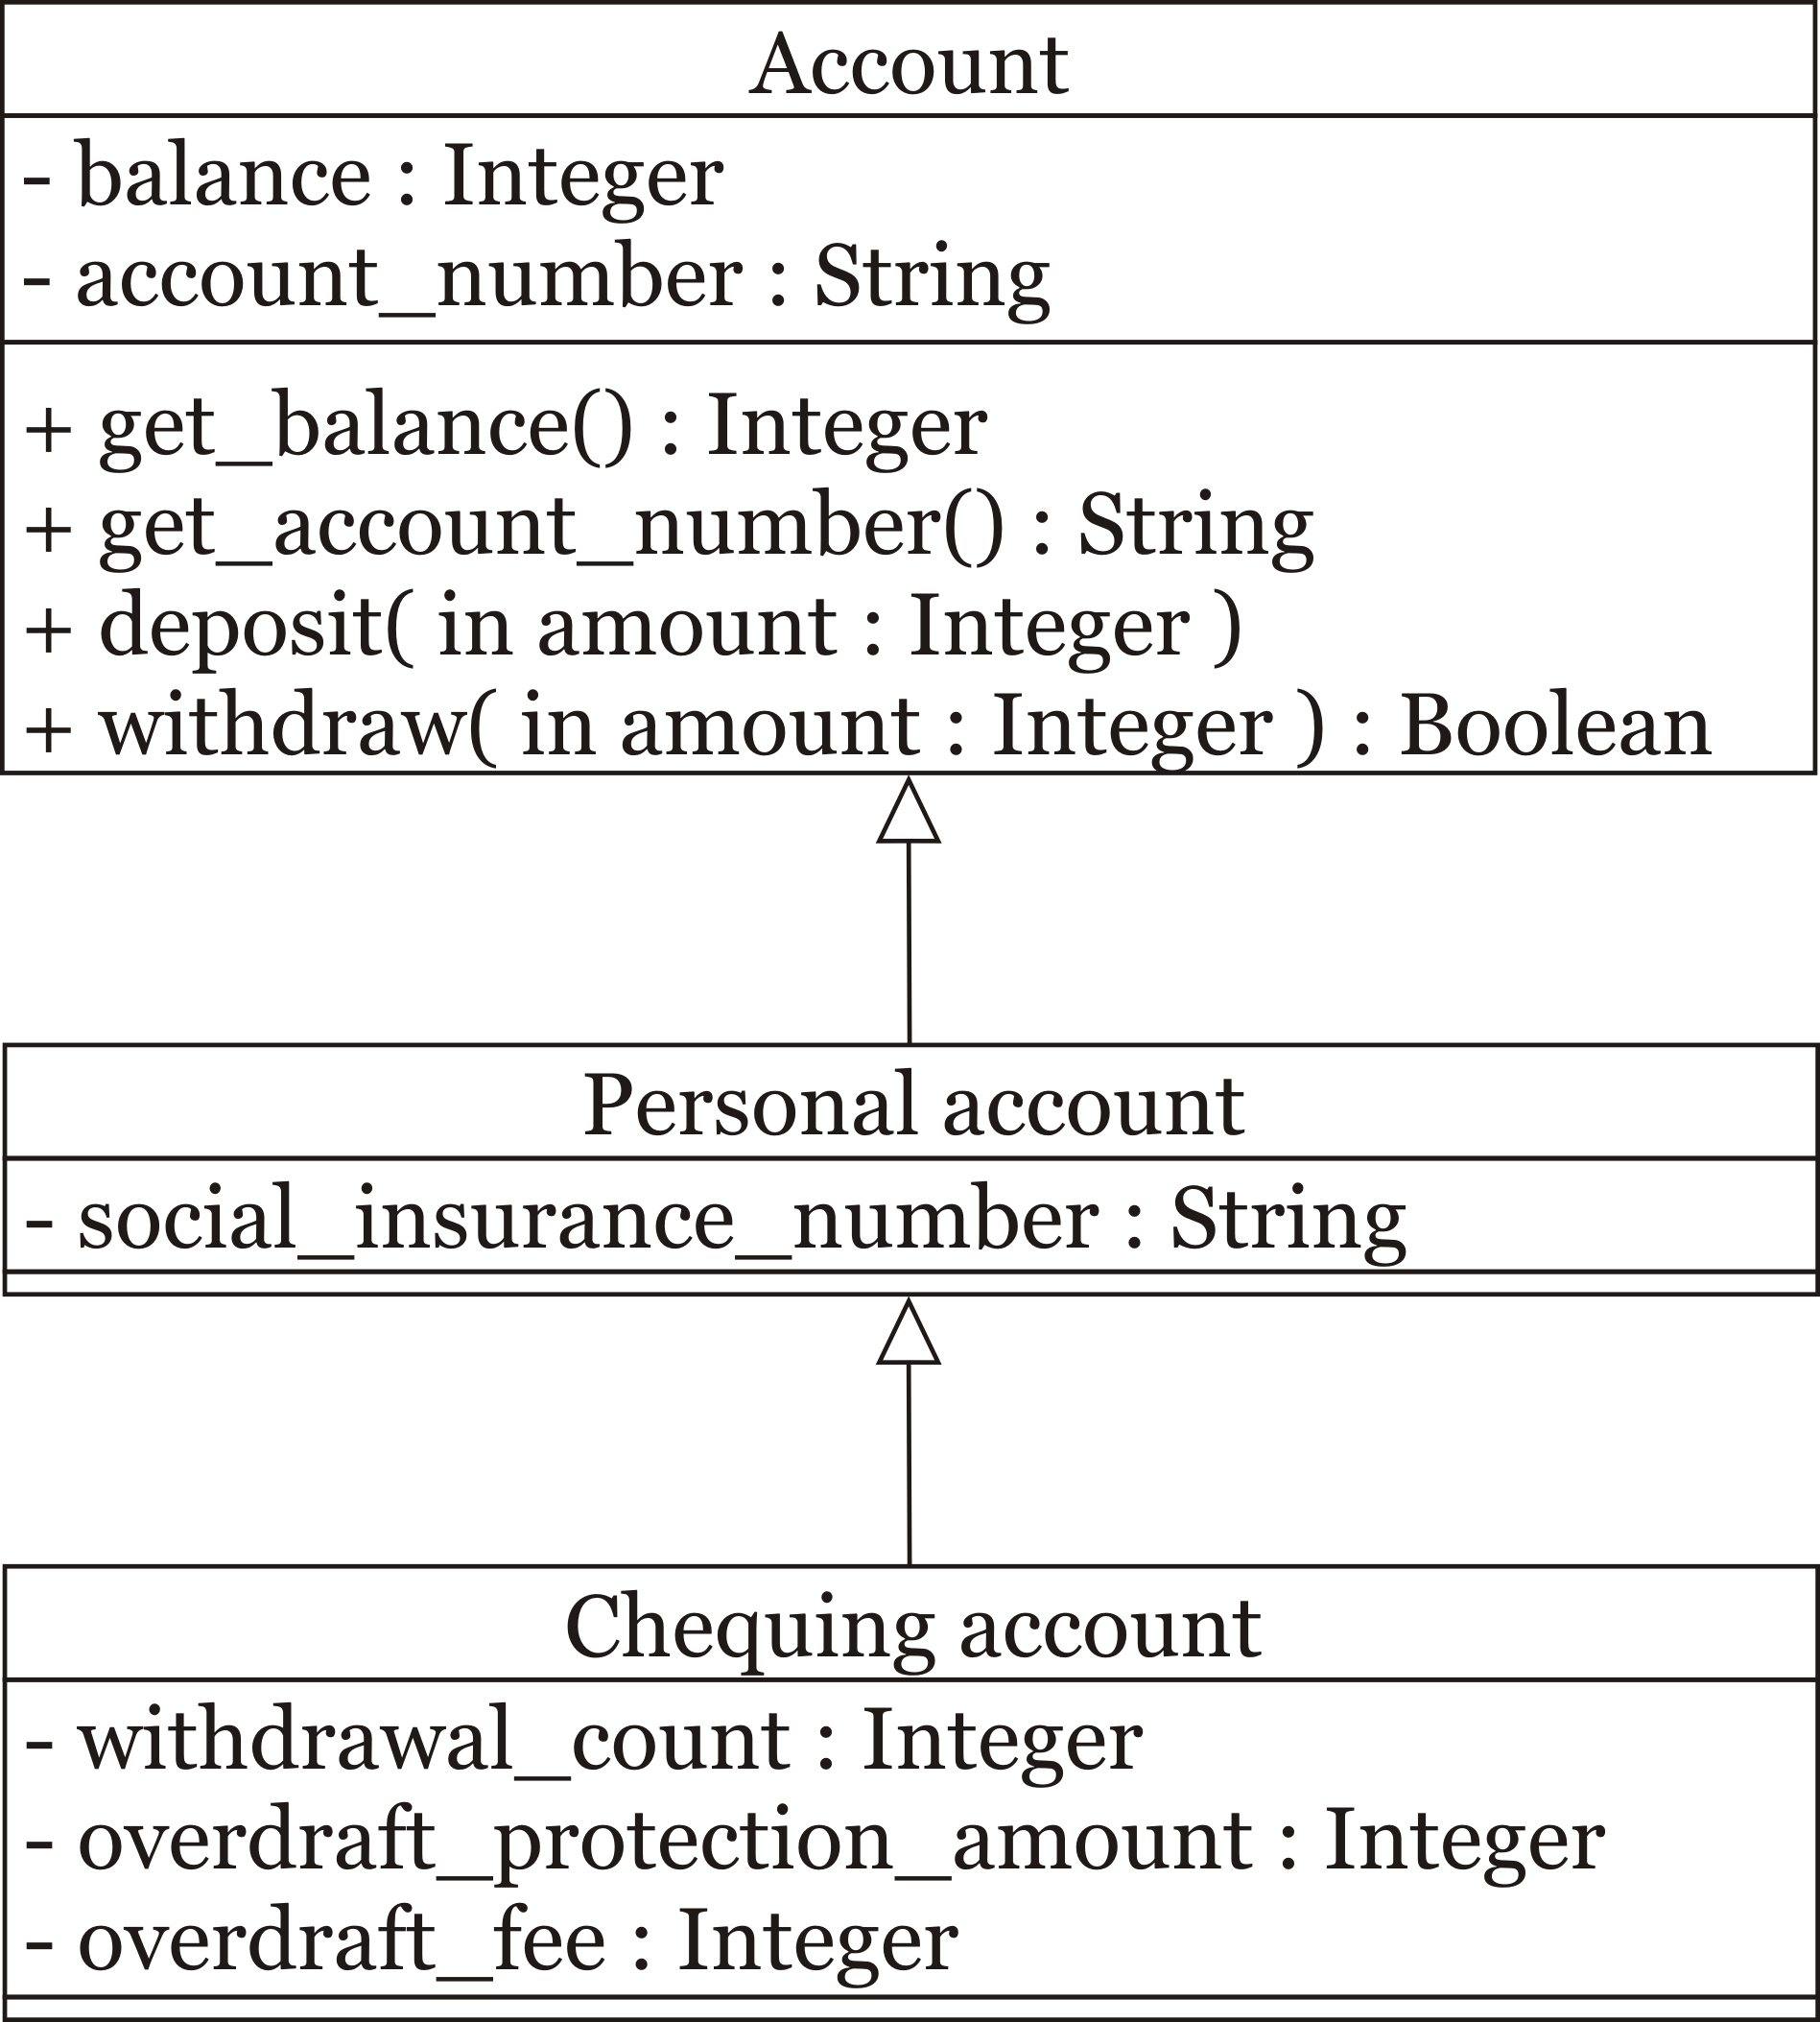 Account
- balance : Integer
- account_number : String
+ get_balance() : Integer
+ get_account_number() : String
+ deposit( in amount : Integer )
+ withdraw( in amount : Integer ) : Boolean
Personal account
- social_insurance_number : String
Chequing account
- withdrawal_count : Integer
- overdraft_protection_amount : Integer
- overdraft_fee : Integer